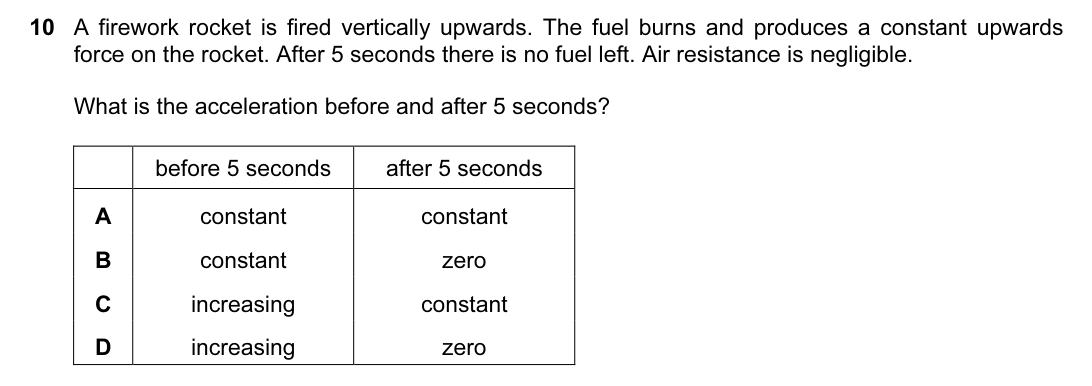 10 A firework rocket is fired vertically upwards. The fuel burns and produces a constant upwards
force on the rocket. After 5 seconds there is no fuel left. Air resistance is negligible.
What is the acceleration before and after 5 seconds?
before 5 seconds after 5 seconds
A constant constant
B constant zero
C increasing constant
D increasing zero